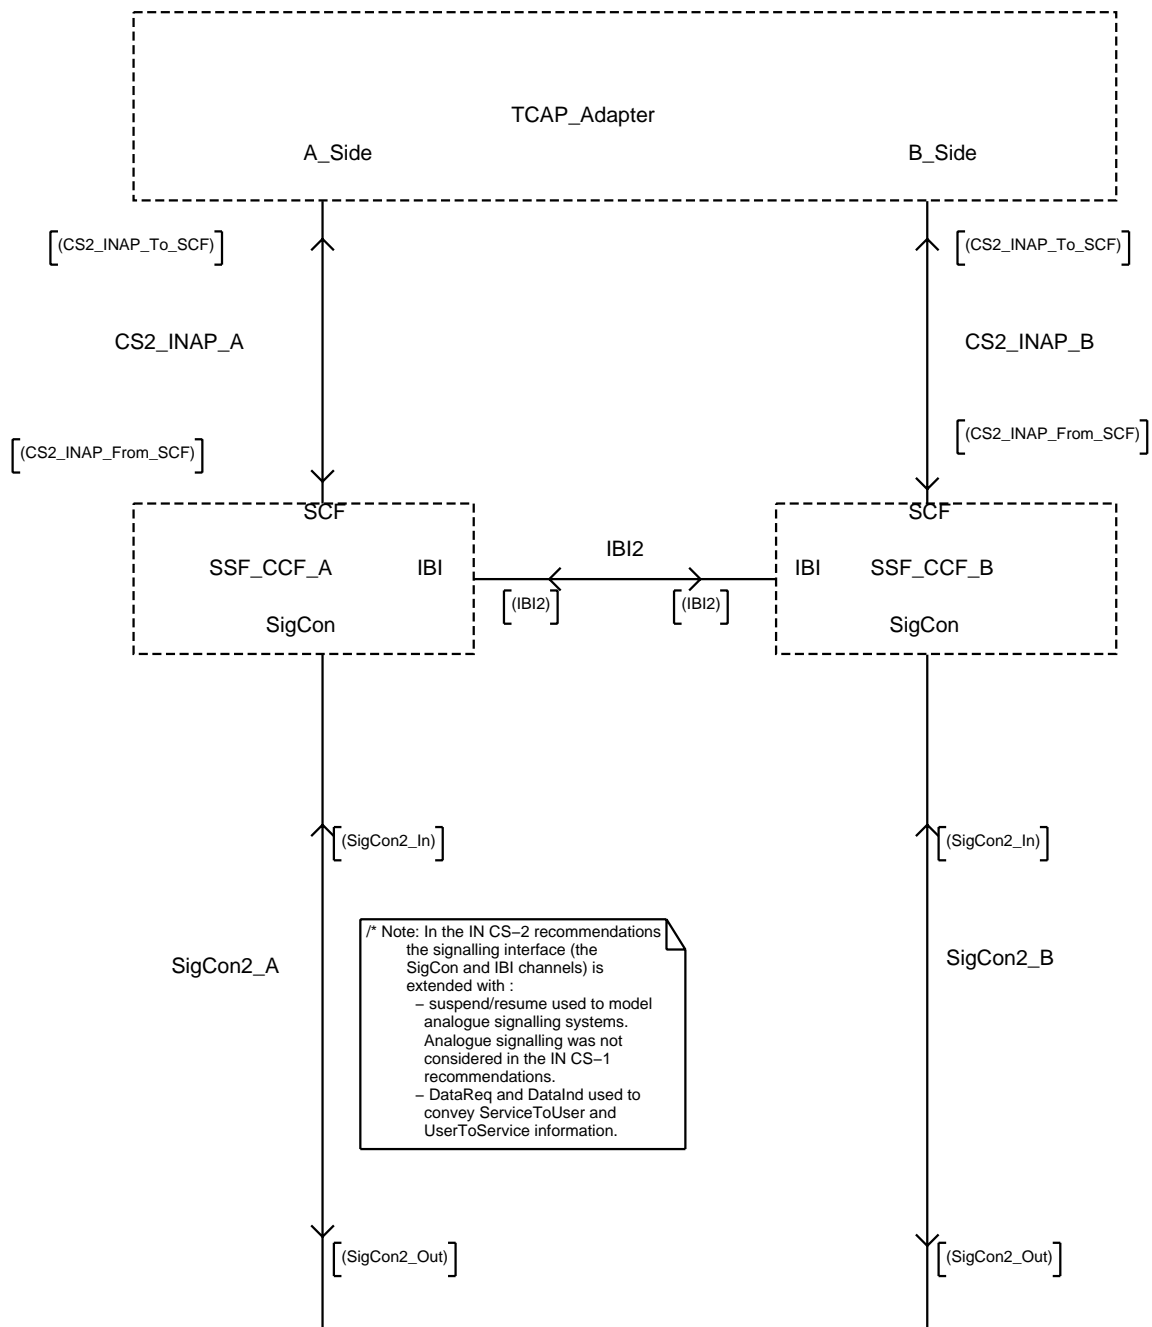 TCAP_Adapter
A_Side
B_Side
[(CS2_INAP_To_SCF)]
[(CS2_INAP_To_SCF)]
CS2_INAP_A
CS2_INAP_B
[(CS2_INAP_From_SCF)]
[(CS2_INAP_From_SCF)]
SCF
SCF
IBI2
SSF_CCF_A
IBI
IBI
SSF_CCF_B
[(IBI2)]
[(IBI2)]
SigCon
SigCon
[(SigCon2_In)]
[(SigCon2_In)]
SigCon2_A
SigCon2_B
/* Note: In the IN CS−2 recommendations
the signalling interface (the
SigCon and IBI channels) is
extended with :
− suspend/resume used to model
analogue signalling systems.
Analogue signalling was not
considered in the IN CS−1
recommendations.
− DataReq and DataInd used to
convey ServiceToUser and
UserToService information.
[(SigCon2_Out)]
[(SigCon2_Out)]